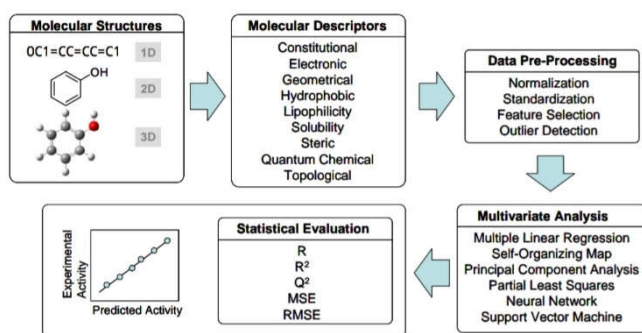 Molecular Structures
OC1=CC=CC=C1
1D
OH
2D
3D
Molecular Descriptors
Constitutional
Electronic
Geometrical
Hydrophobic
Lipophilicity
Solubility
Steric
Quantum Chemical
Topological
Data Pre-Processing
Normalization
Standardization
Feature Selection
Outlier Detection
Multivariate Analysis
Multiple Linear Regression
Self-Organizing Map
Principal Component Analysis
Partial Least Squares
Neural Network
Support Vector Machine
Statistical Evaluation
R
R²
Q²
MSE
RMSE
Experimental
Activity
Predicted Activity